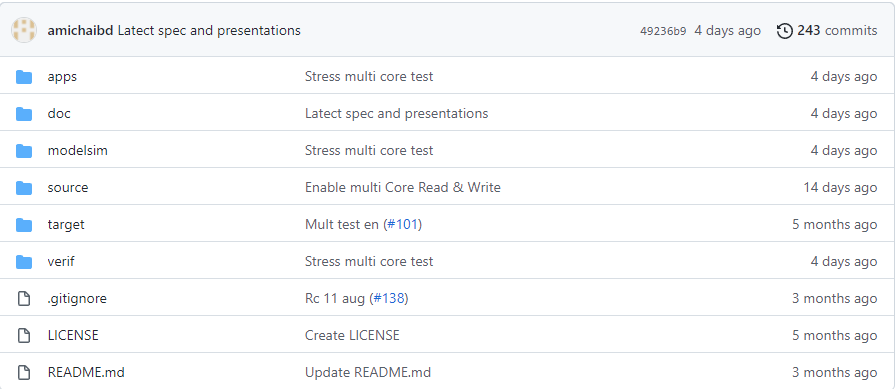 amichaibd Latest spec and presentations 49236b9 4 days ago 243 commits
apps Stress multi core test 4 days ago
doc Latest spec and presentations 4 days ago
modelsim Stress multi core test 4 days ago
source Enable multi Core Read & Write 14 days ago
target Mult test en (#101) 5 months ago
verif Stress multi core test 4 days ago
.gitignore Rc 11 aug (#138) 3 months ago
LICENSE Create LICENSE 5 months ago
README.md Update README.md 3 months ago